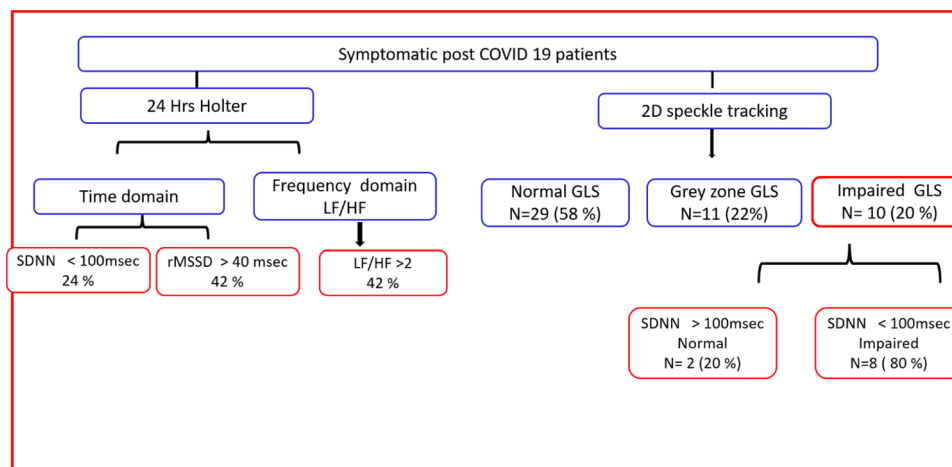 Symptomatic post COVID 19 patients
24 Hrs Holter
2D speckle tracking
Time domain
Frequency domain
LF/HF
Normal GLS
N=29 (58 %)
Grey zone GLS
N=11 (22%)
Impaired GLS
N= 10 (20 %)
SDNN < 100msec
24 %
rMSSD > 40 msec
42 %
LF/HF >2
42 %
SDNN > 100msec
Normal
N= 2 (20 %)
SDNN < 100msec
Impaired
N=8 ( 80 %)